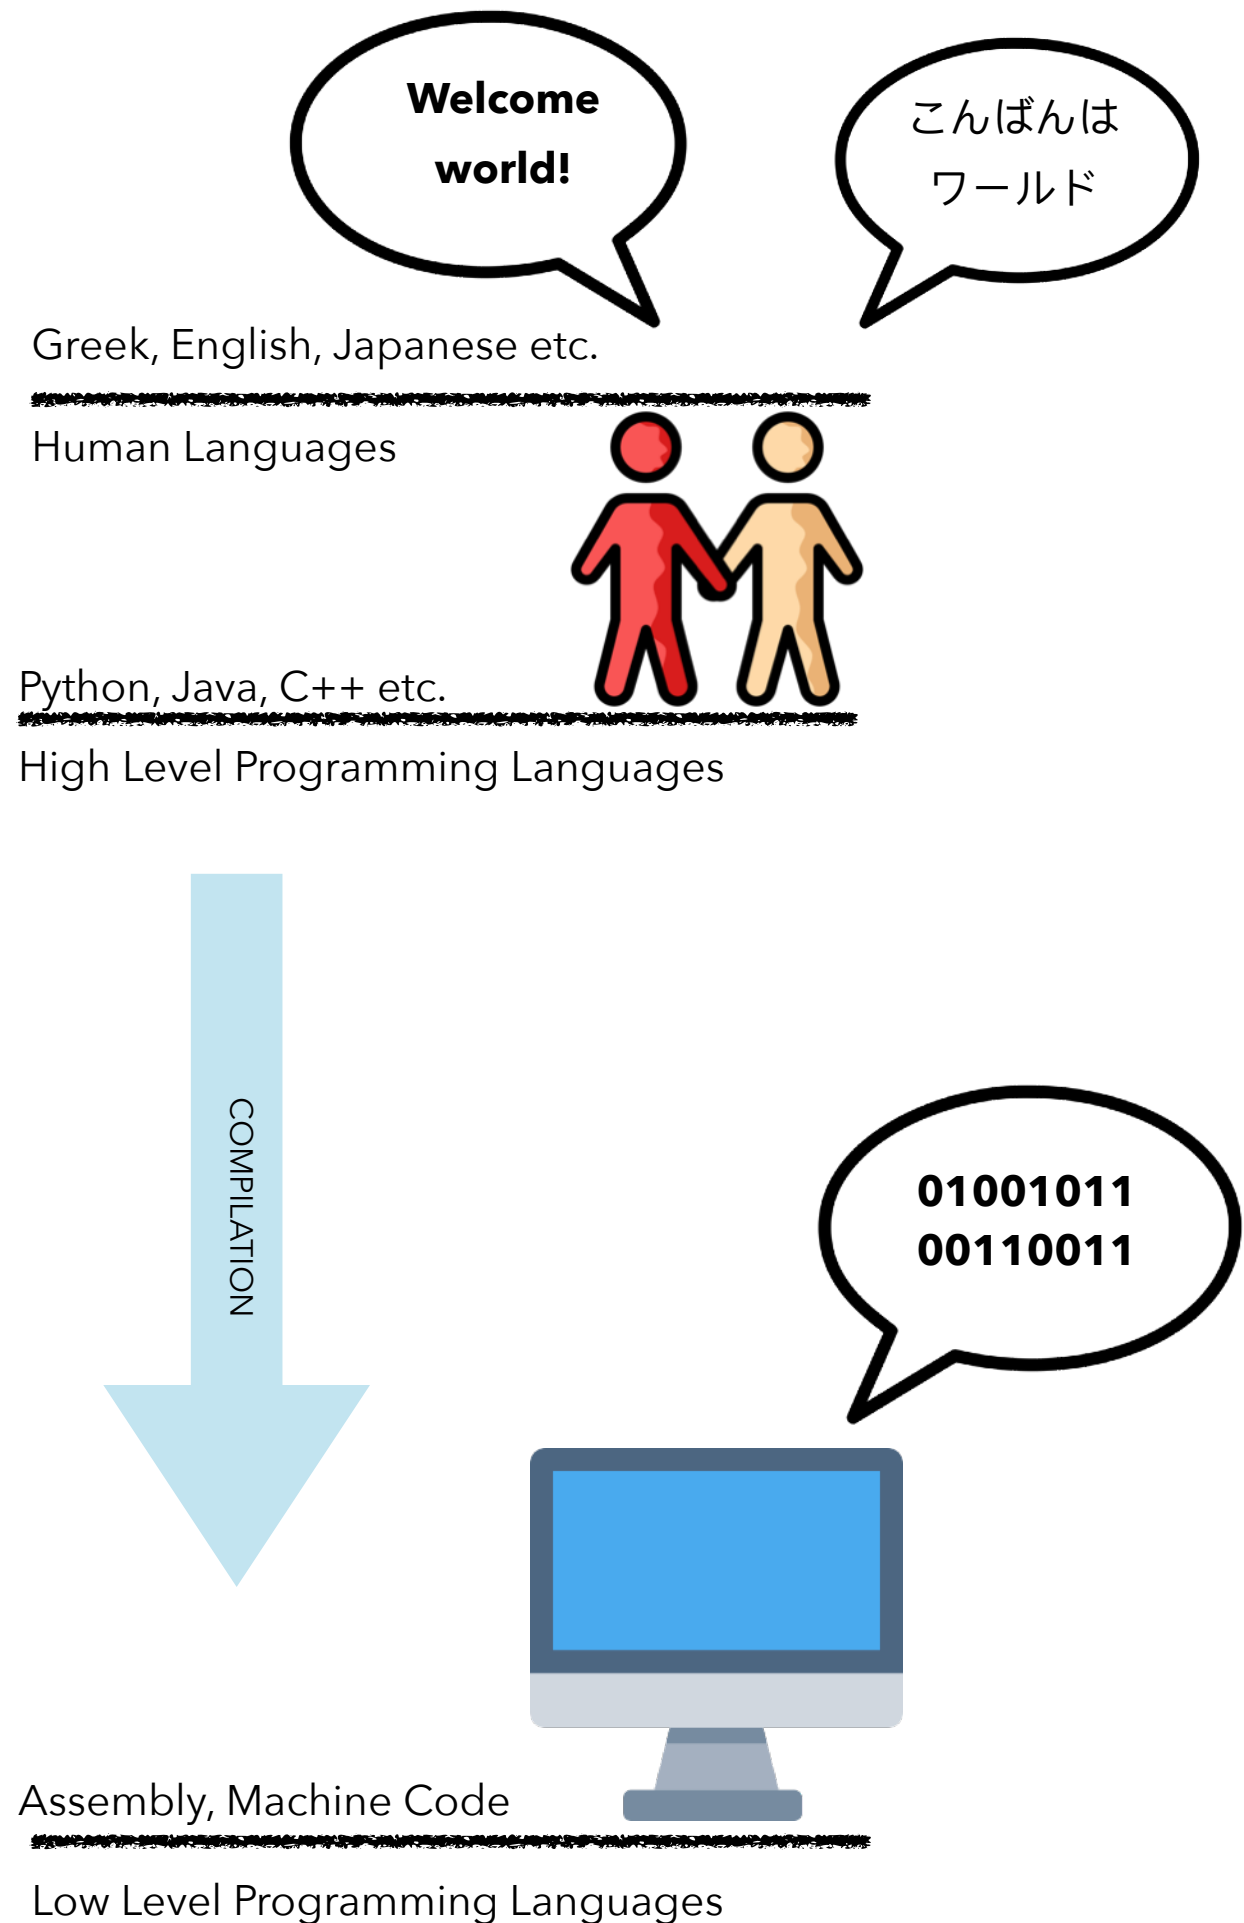 Welcome
world!
こんばんは
ワールド
Greek, English, Japanese etc.
Human Languages
Python, Java, C++ etc.
High Level Programming Languages
COMPILATION
01001011
00110011
Assembly, Machine Code
Low Level Programming Languages